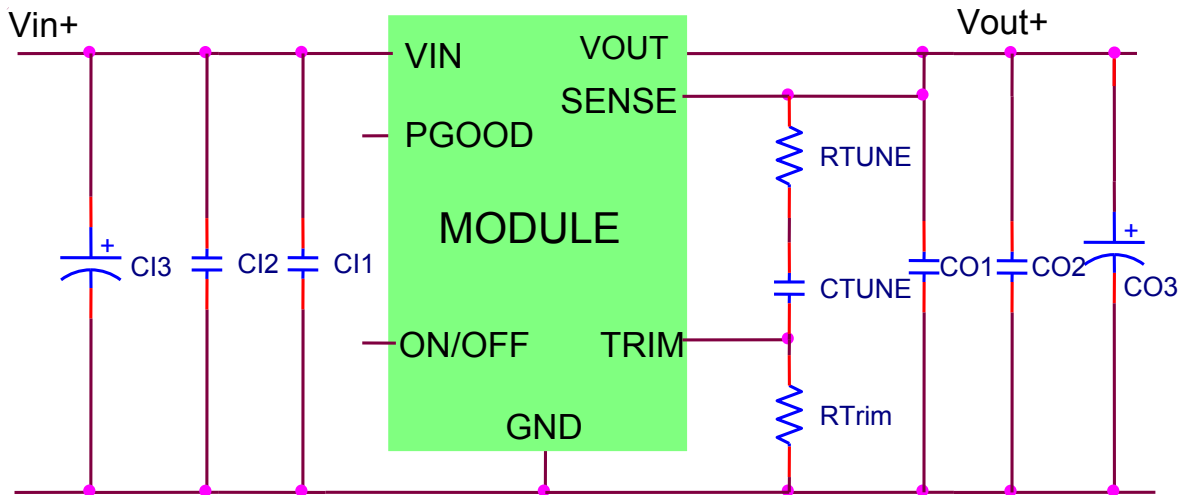 Vin+
Vout+
VIN
VOUT
SENSE
PGOOD
RTUNE
MODULE
+
CI3
CI2
CI1
+
CO1
CO2
CO3
CTUNE
ON/OFF
TRIM
RTrim
GND